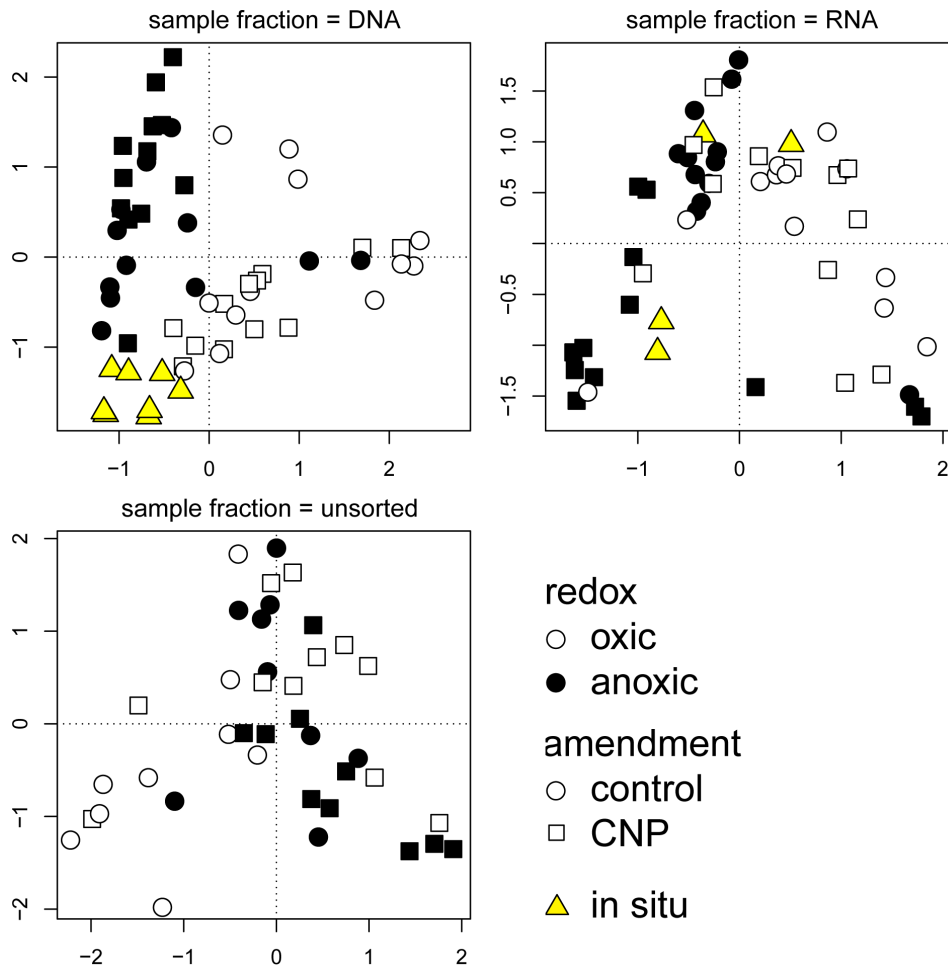 sample fraction = DNA
2
1
0
−1
−1 0 1 2
sample fraction = RNA
1.5
1.0
0.5
−0.5
−1.5
−1 0 1 2
sample fraction = unsorted
2
1
0
−1
−2
−2 −1 0 1 2
redox
oxic
anoxic
amendment
control
CNP
in situ